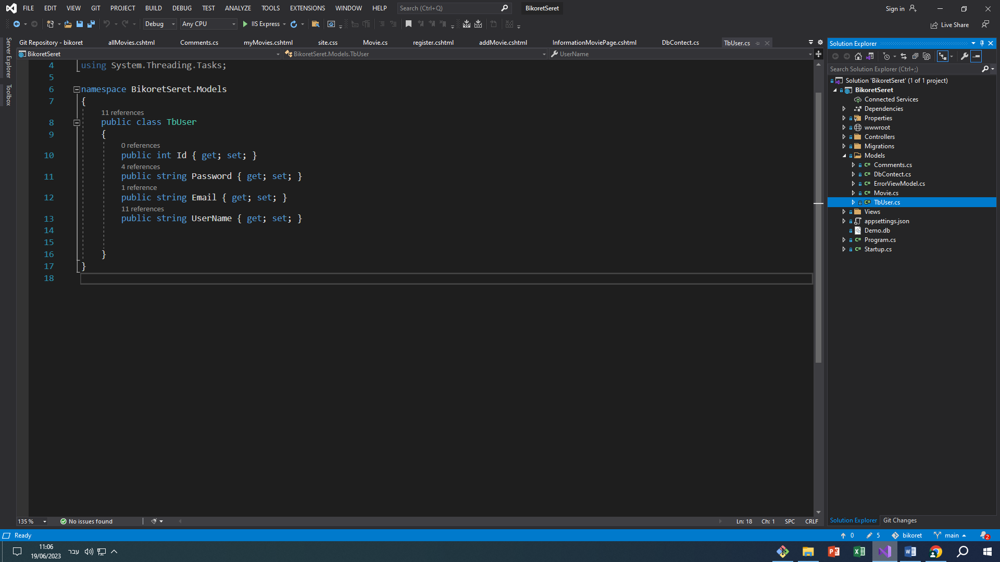 FILE EDIT VIEW GIT PROJECT BUILD DEBUG TEST ANALYZE TOOLS EXTENSIONS WINDOW HELP Search (Ctrl+Q) BikoretSeret Sign in
Debug Any CPU IIS Express Live Share
Server Explorer
Toolbox
Git Repository - bikoret allMovies.cshtml Comments.cs myMovies.cshtml site.css Movie.cs register.cshtml addMovie.cshtml InformationMoviePage.cshtml DbContect.cs TbUser.cs
BikoretSeret BikoretSeret.Models.TbUser UserName
4 using System.Threading.Tasks;
5
6 namespace BikoretSeret.Models
7 {
11 references
8 public class TbUser
9 {
0 references
10 public int Id { get; set; }
4 references
11 public string Password { get; set; }
1 reference
12 public string Email { get; set; }
11 references
13 public string UserName { get; set; }
14
15
16 }
17 }
18
135 % No issues found Ln: 18 Ch: 1 SPC CRLF
Solution Explorer
Search Solution Explorer (Ctrl+;)
Solution 'BikoretSeret' (1 of 1 project)
BikoretSeret
Connected Services
Dependencies
Properties
wwwroot
Controllers
Migrations
Models
C# Comments.cs
C# DbContect.cs
C# ErrorViewModel.cs
C# Movie.cs
C# TbUser.cs
Views
appsettings.json
Demo.db
C# Program.cs
C# Startup.cs
Solution Explorer Git Changes
Ready 0 5 bikoret main 2
11:06
19/06/2023
עבר